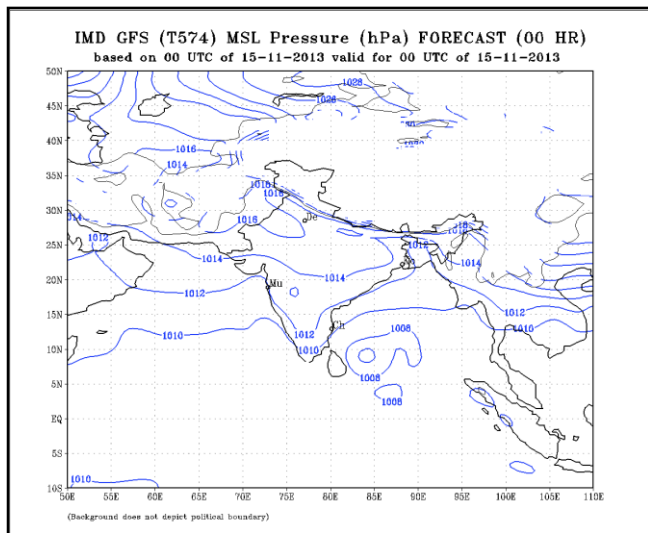 IMD GFS (T574) MSL Pressure (hPa) FORECAST (00 HR)
based on 00 UTC of 15-11-2013 valid for 00 UTC of 15-11-2013
50N
1028
1028
45N
40N
1016
1014
35N
1016
1016
30N
1014
1016
De
1012
1012
25N
1014
1014
1014
20N
1012
Mu
1012
15N
1010
1012
Ch
1008
1010
1010
10N
1008
5N
1008
EQ
5S
1010
10S
50E 55E 60E 65E 70E 75E 80E 85E 90E 95E 100E 105E 110E
(Background does not depict political boundary)